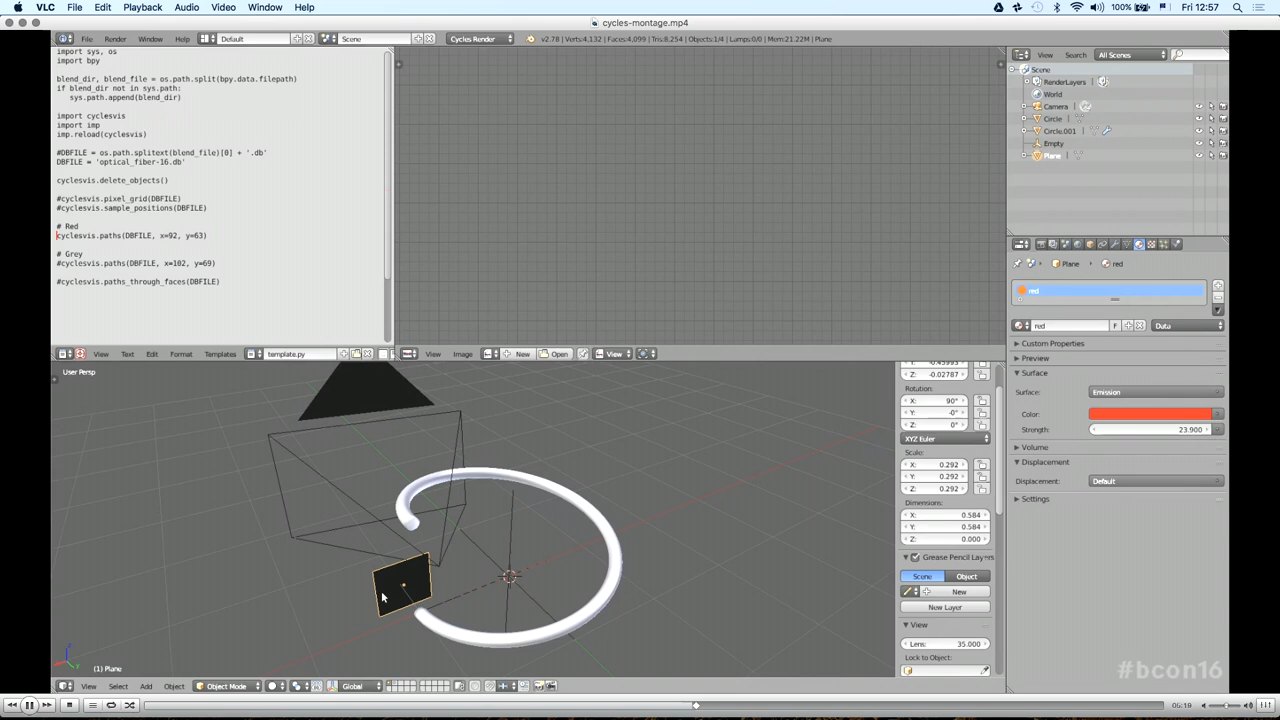 VLC File Edit Playback Audio Video Window Help 100% Fri 12:57
cycles-montage.mp4
File Render Window Help Default Scene Cycles Render v2.78 | Verts:4,132 | Faces:4,099 | Tris:8,254 | Objects:1/4 | Lamps:0/0 | Mem:21.22M | Plane
import sys, os
import bpy
blend_dir, blend_file = os.path.split(bpy.data.filepath)
if blend_dir not in sys.path:
sys.path.append(blend_dir)
import cyclesvis
import imp
imp.reload(cyclesvis)
#DBFILE = os.path.splitext(blend_file)[0] + '.db'
DBFILE = 'optical_fiber-16.db'
cyclesvis.delete_objects()
#cyclesvis.pixel_grid(DBFILE)
#cyclesvis.sample_positions(DBFILE)
# Red
cyclesvis.paths(DBFILE, x=92, y=63)
# Grey
#cyclesvis.paths(DBFILE, x=102, y=69)
#cyclesvis.paths_through_faces(DBFILE)
View Text Edit Format Templates template.py
View Image New Open View
View Search All Scenes
Scene
RenderLayers
World
Camera
Circle
Circle.001
Empty
Plane
Plane red
red
red F Data
Custom Properties
Preview
Surface
Surface: Emission
Color:
Strength: 23.900
Volume
Displacement
Displacement: Default
Settings
User Persp
(1) Plane
Z: -0.02787
Rotation:
X: 90°
Y: -0°
Z: 0°
XYZ Euler
Scale:
X: 0.292
Y: 0.292
Z: 0.292
Dimensions:
X: 0.584
Y: 0.584
Z: 0.000
Grease Pencil Layers
Scene Object
New
New Layer
View
Lens: 35.000
Lock to Object:
View Select Add Object Object Mode Global
#bcon16
05:19